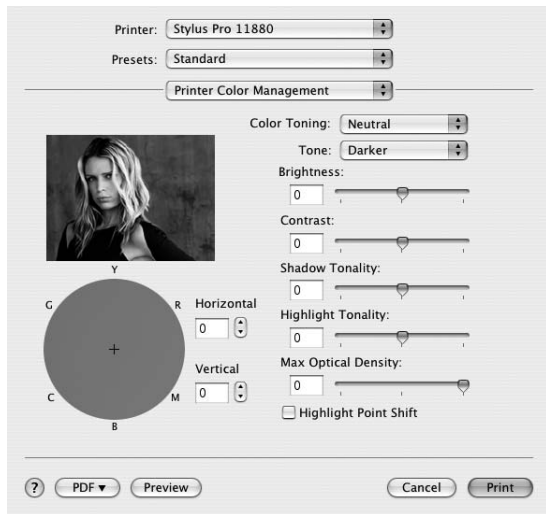 Printer: Stylus Pro 11880
Presets: Standard
Printer Color Management
Color Toning: Neutral
Tone: Darker
Brightness:
0
Contrast:
0
Shadow Tonality:
0
Highlight Tonality:
0
Max Optical Density:
0
Highlight Point Shift
Y
G R
C M
B
Horizontal
0
Vertical
0
? PDF ▼ Preview Cancel Print